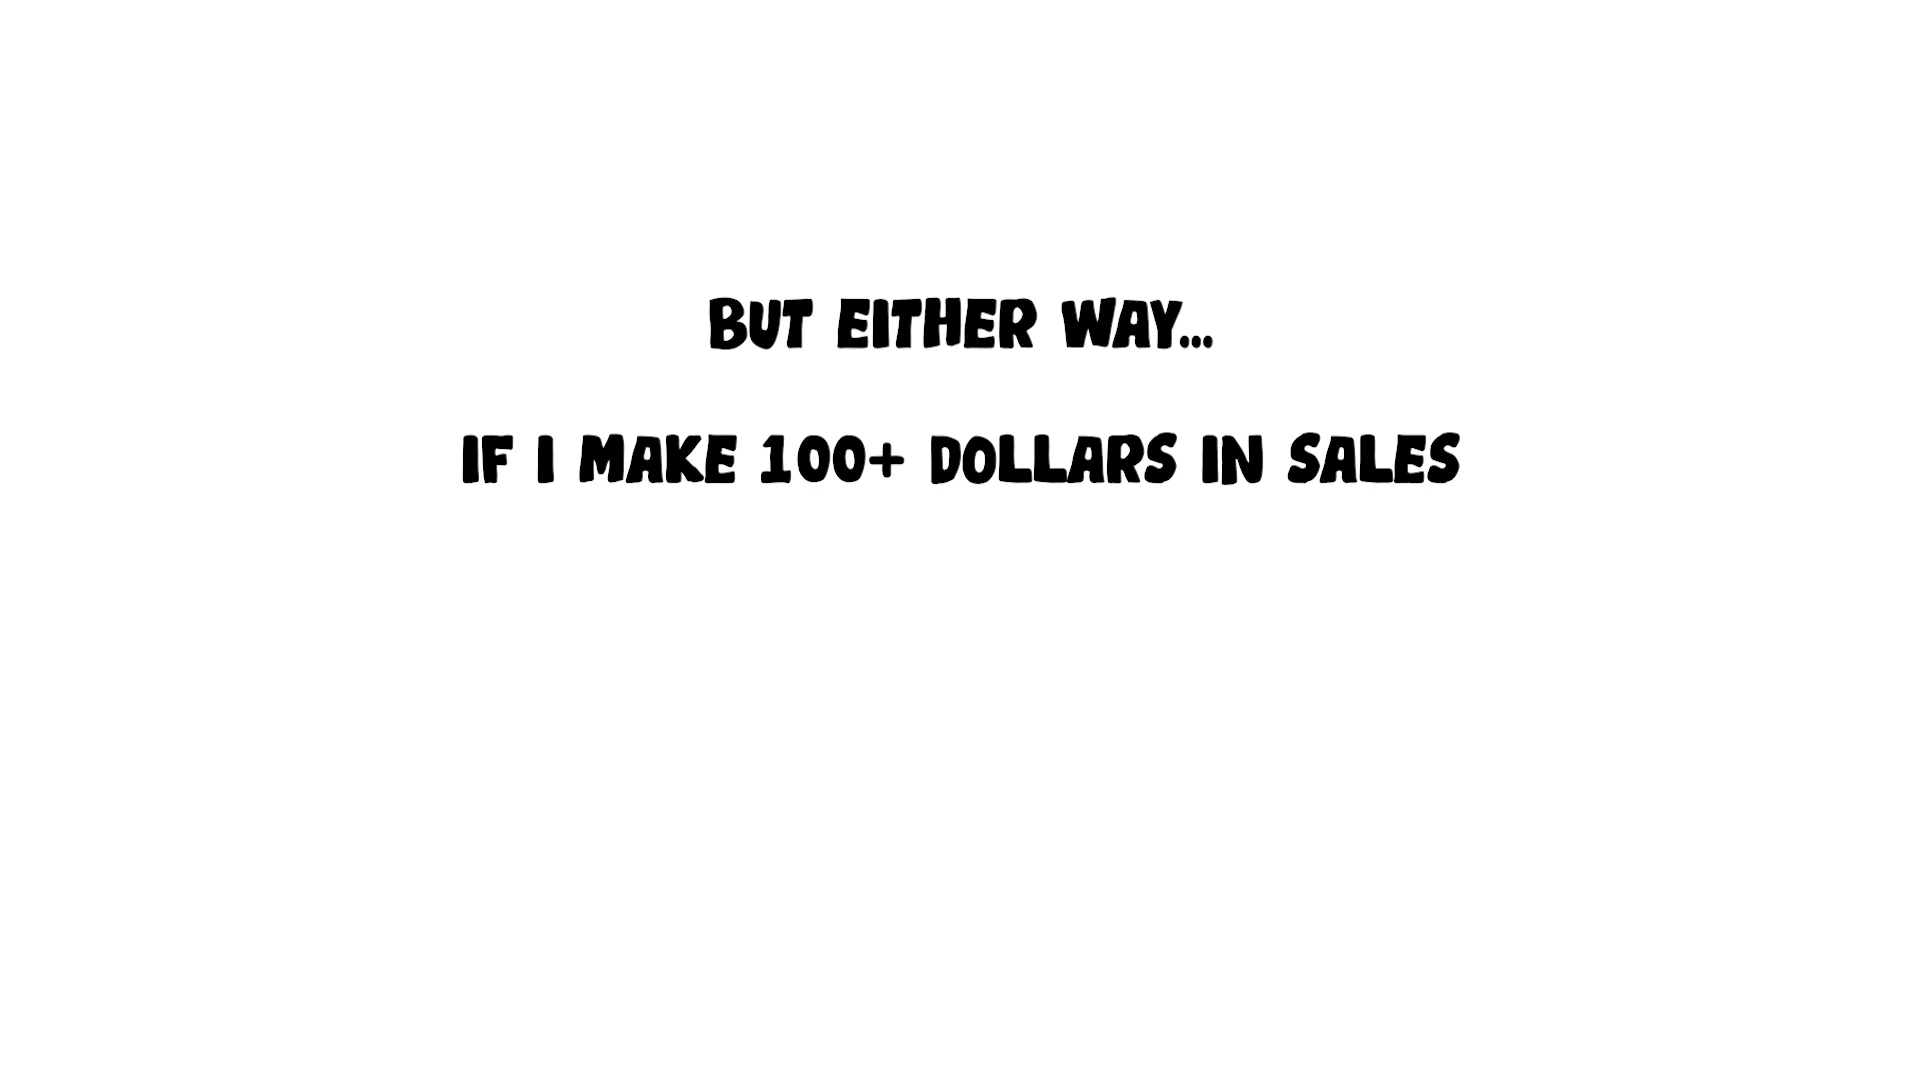 BUT EITHER WAY...
IF I MAKE 100+ DOLLARS IN SALES